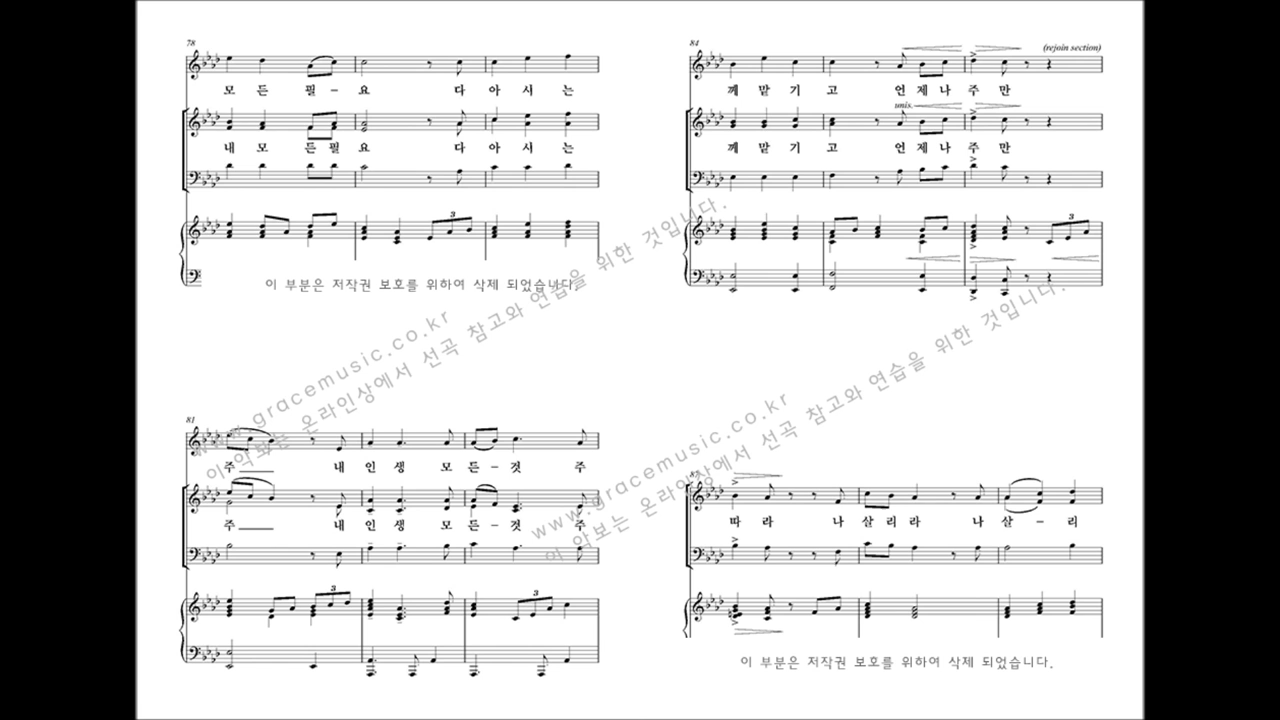 78
모 든 필 - 요 다 아 시 는
내 모 든 필 요 다 아 시 는
3
이 부분은 저작권 보호를 위하여 삭제 되었습니다.
81
주 내 인 생 모 든 - 것 주
주 내 인 생 모 든 - 것 주
3
3
84
(rejoin section)
께 맡 기 고 언 제 나 주 만
unis.
께 맡 기 고 언 제 나 주 만
3
따 라 나 살 리 라 나 살 - 리
이 부분은 저작권 보호를 위하여 삭제 되었습니다.
www.gracemusic.co.kr
이 악보는 온라인상에서 선곡 참고와 연습을 위한 것입니다.
www.gracemusic.co.kr
이 악보는 온라인상에서 선곡 참고와 연습을 위한 것입니다.